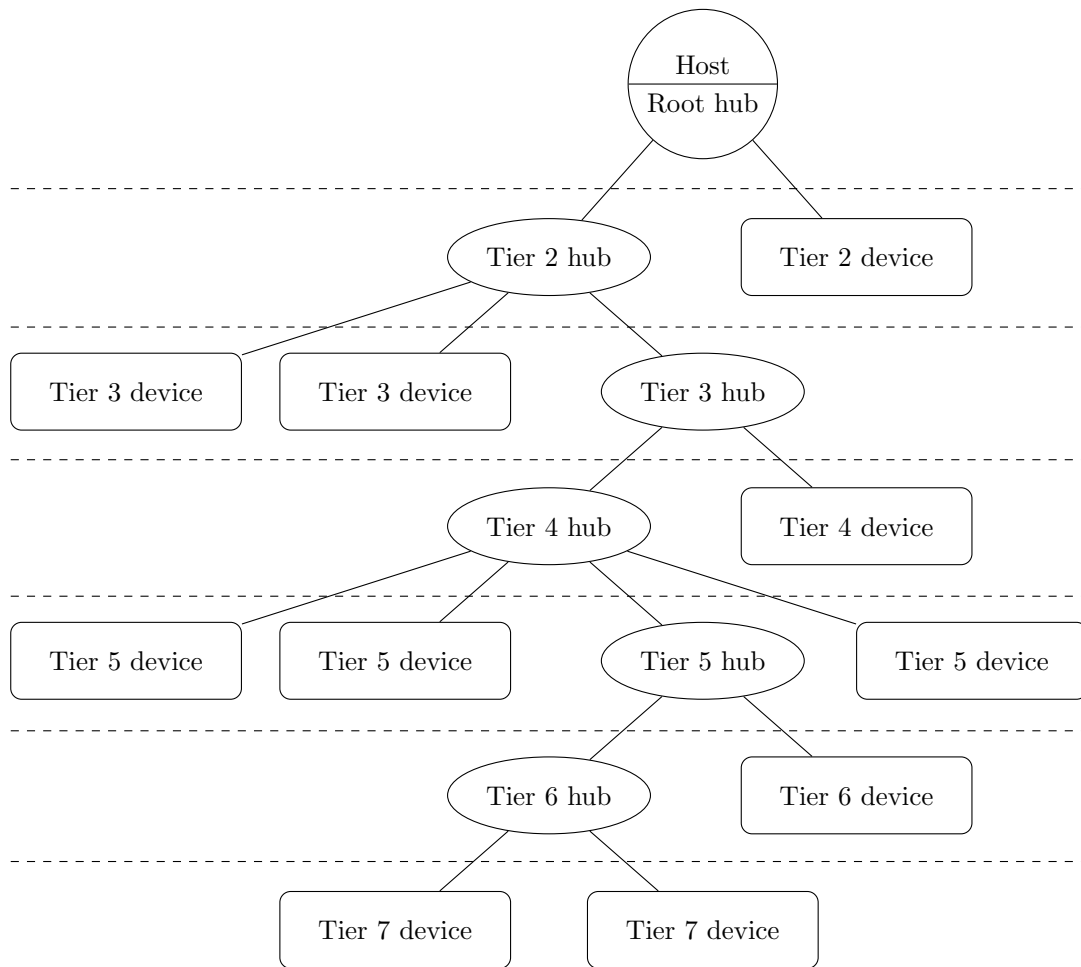 Host
Root hub
Tier 2 hub
Tier 2 device
Tier 3 device
Tier 3 device
Tier 3 hub
Tier 4 hub
Tier 4 device
Tier 5 device
Tier 5 device
Tier 5 hub
Tier 5 device
Tier 6 hub
Tier 6 device
Tier 7 device
Tier 7 device